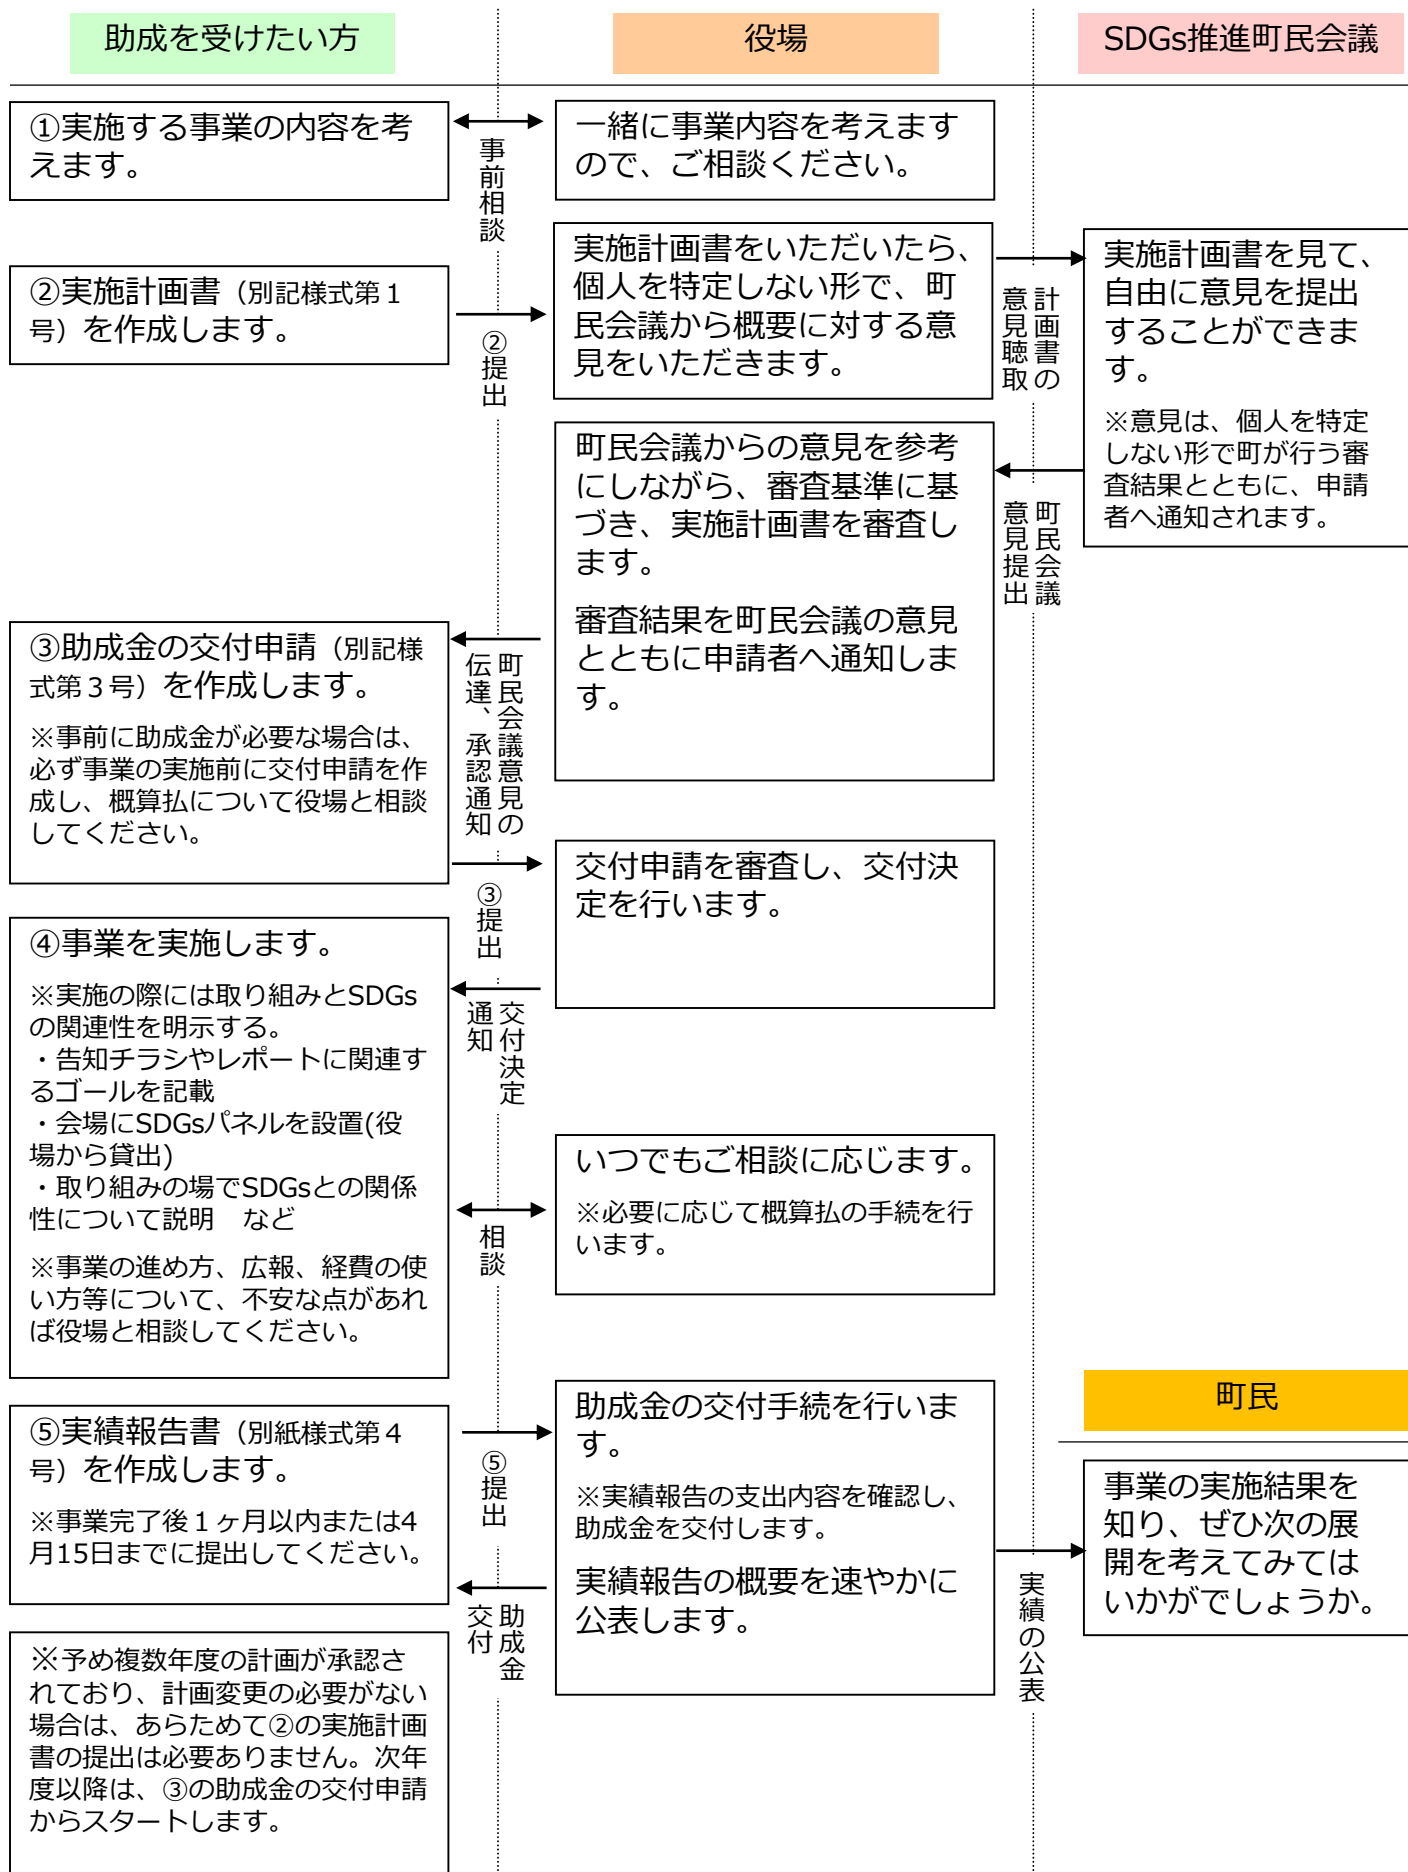 助成を受けたい方
役場
SDGs推進町民会議
①実施する事業の内容を考
えます。
事前相談
一緒に事業内容を考えます
ので、ご相談ください。
②実施計画書（別記様式第１
号）を作成します。
②提出
実施計画書をいただいたら、
個人を特定しない形で、町
民会議から概要に対する意
見をいただきます。
計画書の
意見聴取
実施計画書を見て、
自由に意見を提出
することができま
す。
※意見は、個人を特定
しない形で町が行う審
査結果とともに、申請
者へ通知されます。
町民会議
意見提出
町民会議からの意見を参考
にしながら、審査基準に基
づき、実施計画書を審査し
ます。
審査結果を町民会議の意見
とともに申請者へ通知しま
す。
町民会議意見の
伝達、承認通知
③助成金の交付申請（別記様
式第３号）を作成します。
※事前に助成金が必要な場合は、
必ず事業の実施前に交付申請を作
成し、概算払について役場と相談
してください。
③提出
交付申請を審査し、交付決
定を行います。
交付決定
通知
④事業を実施します。
※実施の際には取り組みとSDGs
の関連性を明示する。
・告知チラシやレポートに関連す
るゴールを記載
・会場にSDGsパネルを設置(役
場から貸出)
・取り組みの場でSDGsとの関係
性について説明　など
※事業の進め方、広報、経費の使
い方等について、不安な点があれ
ば役場と相談してください。
相談
いつでもご相談に応じます。
※必要に応じて概算払の手続を行
います。
⑤実績報告書（別紙様式第４
号）を作成します。
※事業完了後１ヶ月以内または4
月15日までに提出してください。
⑤提出
助成金の交付手続を行いま
す。
※実績報告の支出内容を確認し、
助成金を交付します。
実績報告の概要を速やかに
公表します。
助成金
交付
実績の公表
町民
事業の実施結果を
知り、ぜひ次の展
開を考えてみては
いかがでしょうか。
※予め複数年度の計画が承認さ
れており、計画変更の必要がない
場合は、あらためて②の実施計画
書の提出は必要ありません。次年
度以降は、③の助成金の交付申請
からスタートします。